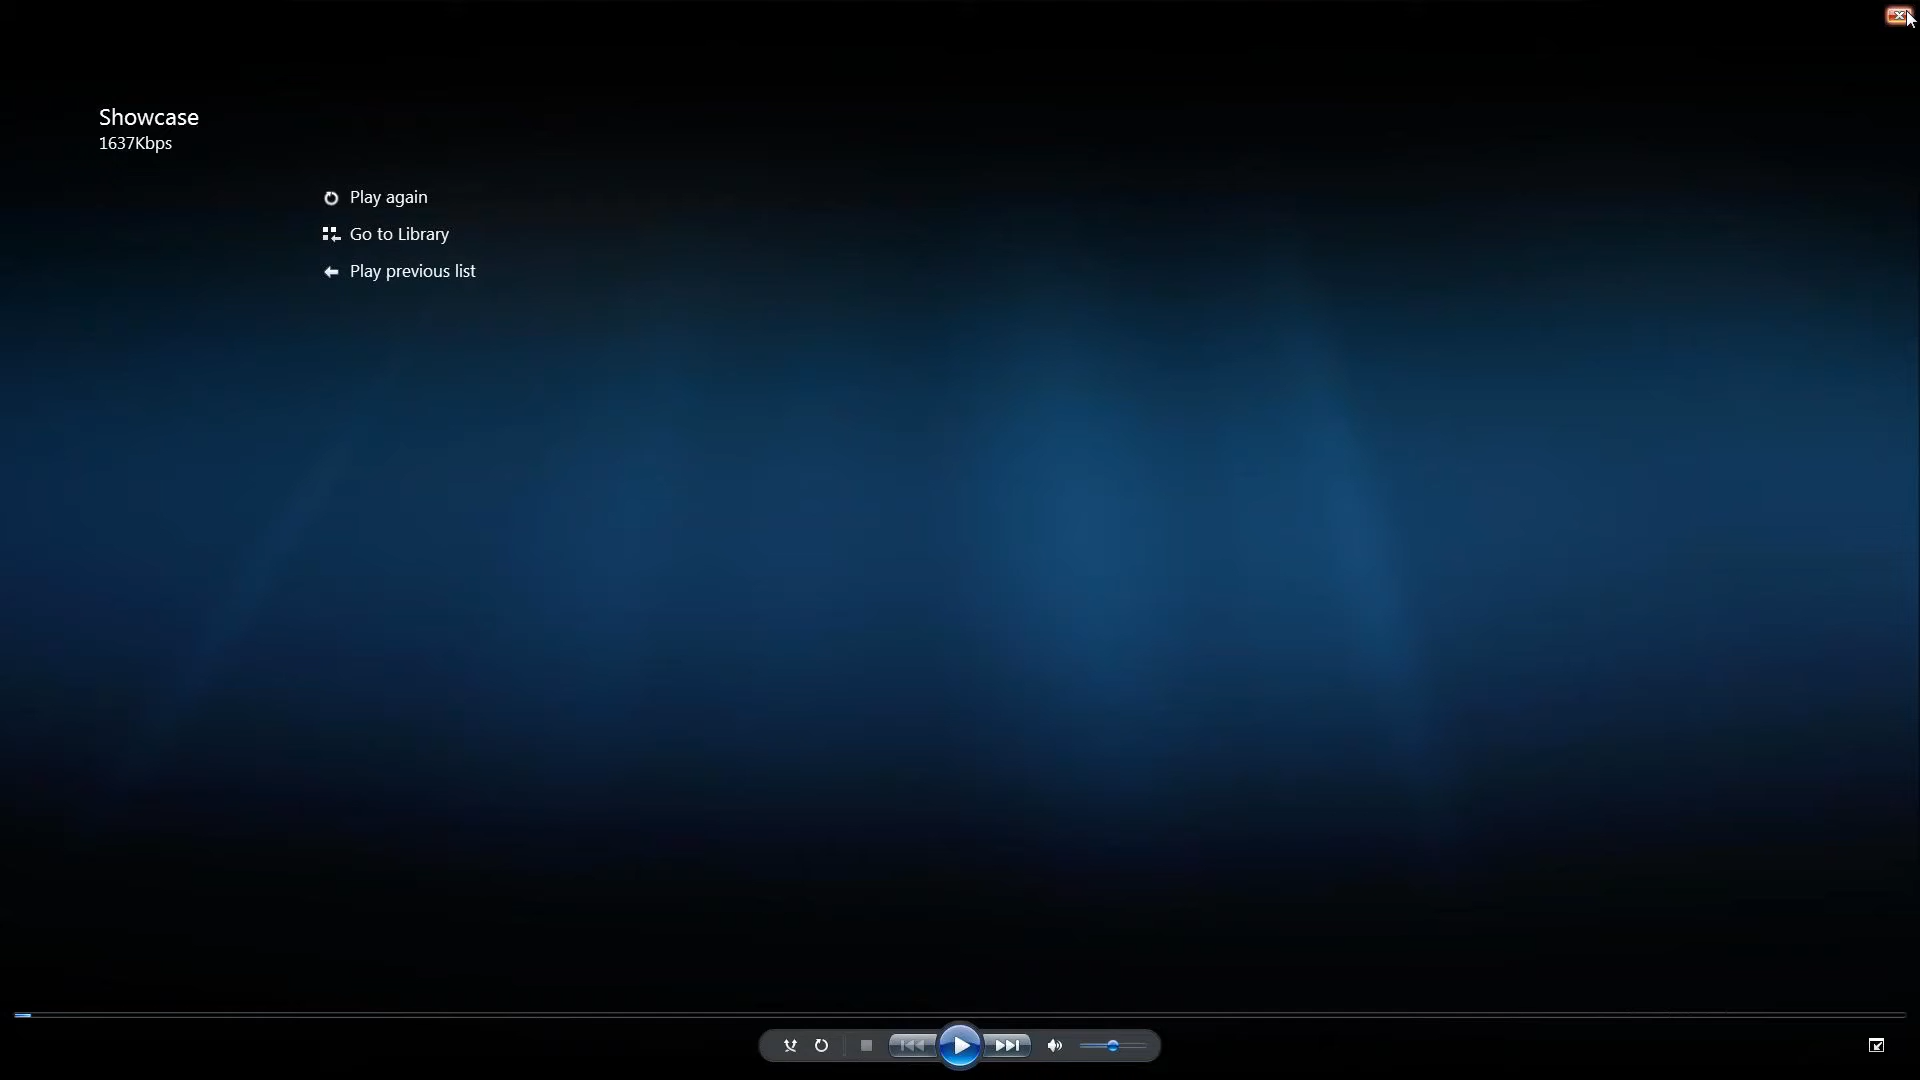 Showcase
1637Kbps
Play again
Go to Library
Play previous list